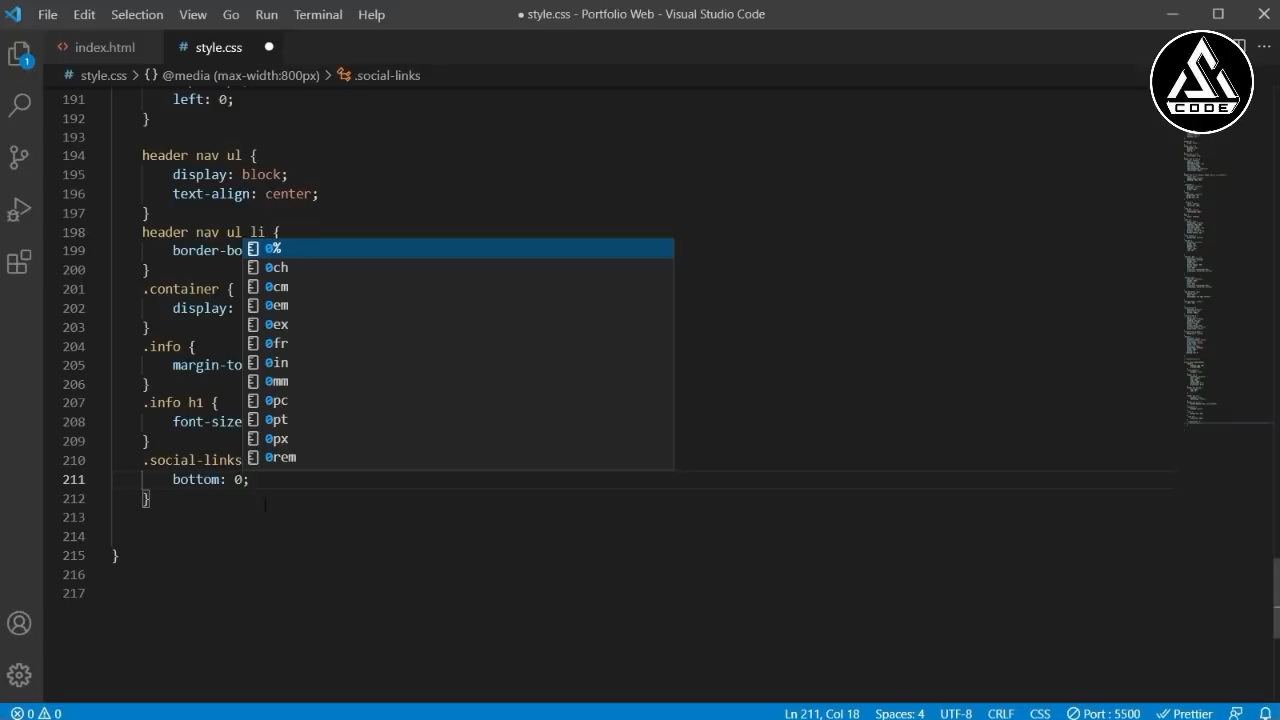 File Edit Selection View Go Run Terminal Help ● style.css - Portfolio Web - Visual Studio Code
<> index.html # style.css ●
# style.css > {} @media (max-width:800px) > .social-links
CODE
1
191 left: 0;
192 }
193
194 header nav ul {
195 display: block;
196 text-align: center;
197 }
198 header nav ul li {
199 border-bo
200 }
201 .container {
202 display:
203 }
204 .info {
205 margin-to
206 }
207 .info h1 {
208 font-size
209 }
210 .social-links
211 bottom: 0;
212 }
213
214
215 }
216
217
0%
0ch
0cm
0em
0ex
0fr
0in
0mm
0pc
0pt
0px
0rem
0 0 Ln 211, Col 18 Spaces: 4 UTF-8 CRLF CSS Port : 5500 Prettier